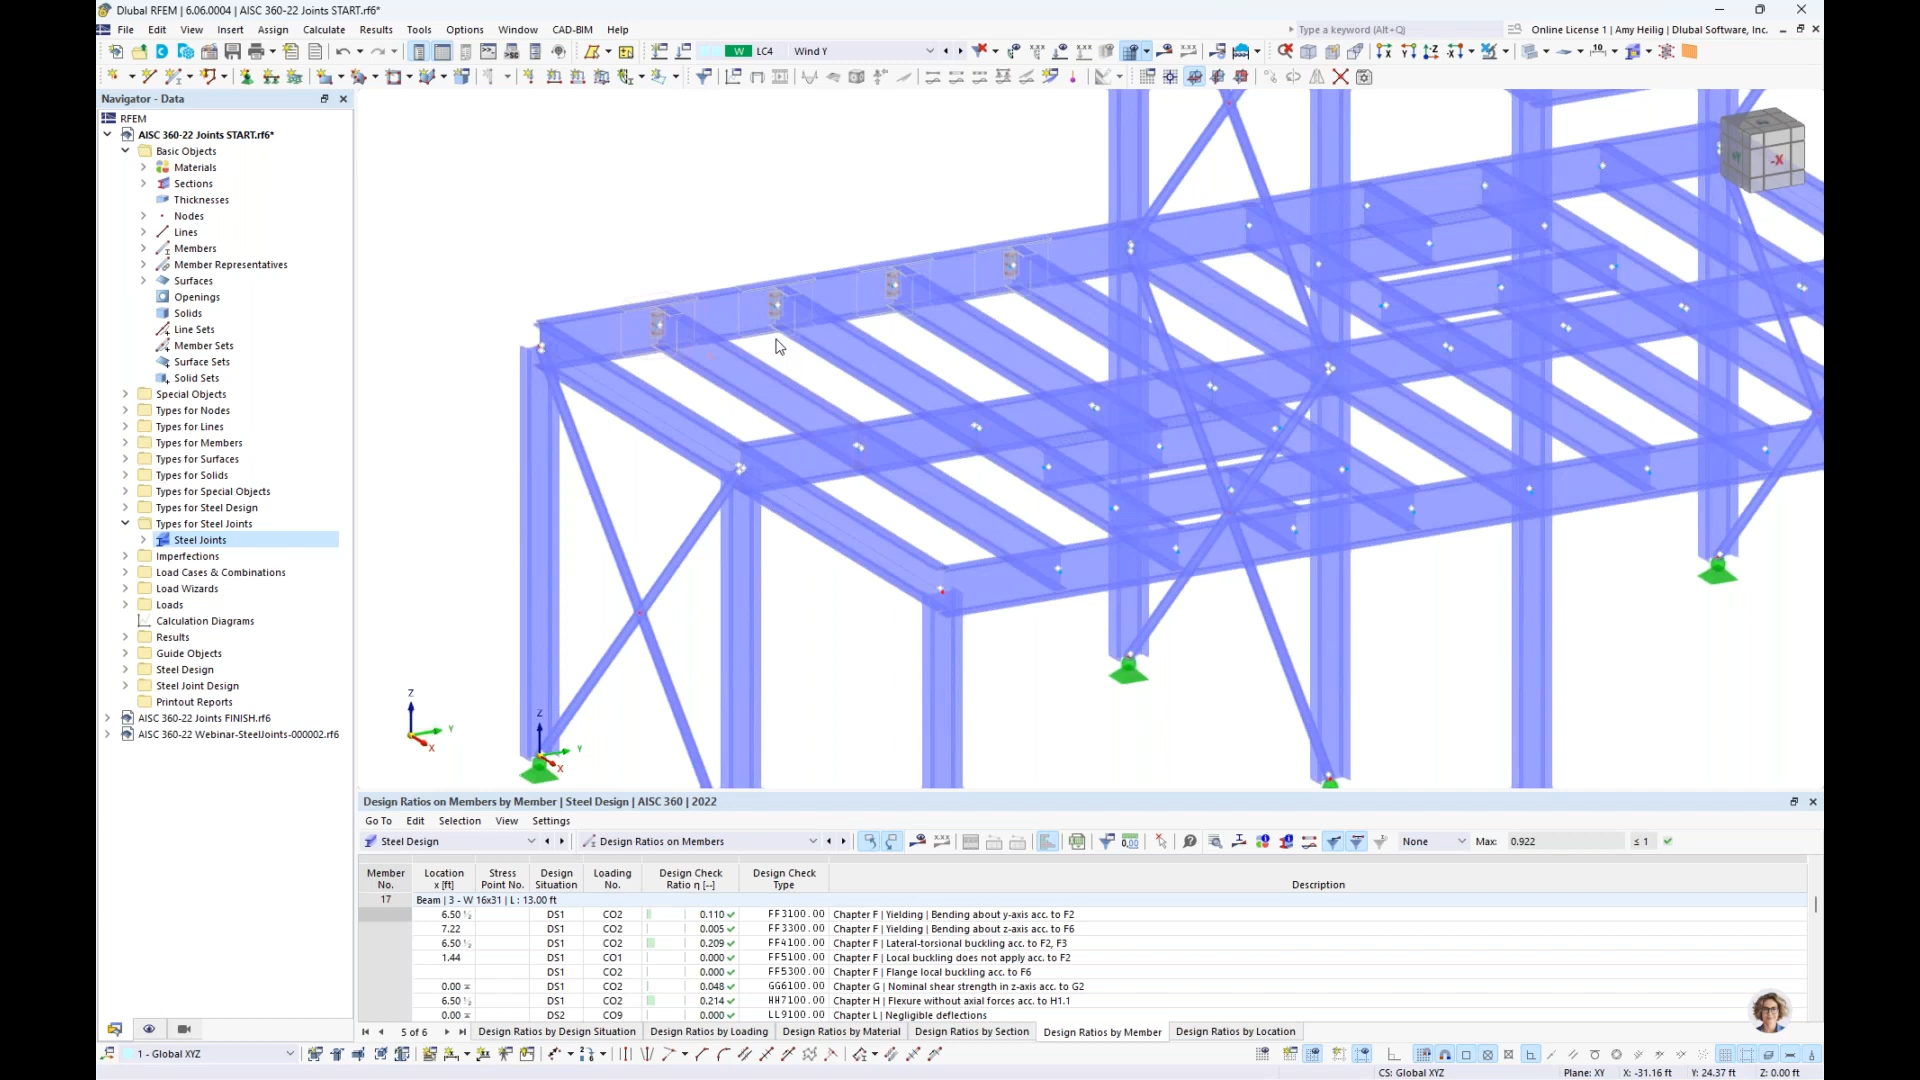 Dlubal RFEM | 6.06.0004 | AISC 360-22 Joints START.rf6*
File Edit View Insert Assign Calculate Results Tools Options Window CAD-BIM Help
Type a keyword (Alt+Q)
Online License 1 | Amy Heilig | Dlubal Software, Inc.
W LC4 Wind Y
Navigator - Data
RFEM
AISC 360-22 Joints START.rf6*
Basic Objects
Materials
Sections
Thicknesses
Nodes
Lines
Members
Member Representatives
Surfaces
Openings
Solids
Line Sets
Member Sets
Surface Sets
Solid Sets
Special Objects
Types for Nodes
Types for Lines
Types for Members
Types for Surfaces
Types for Solids
Types for Special Objects
Types for Steel Design
Types for Steel Joints
Steel Joints
Imperfections
Load Cases & Combinations
Load Wizards
Loads
Calculation Diagrams
Results
Guide Objects
Steel Design
Steel Joint Design
Printout Reports
AISC 360-22 Joints FINISH.rf6
AISC 360-22 Webinar-SteelJoints-000002.rf6
-X
Z
Y
X
Z
Y
X
Design Ratios on Members by Member | Steel Design | AISC 360 | 2022
Go To Edit Selection View Settings
Steel Design Design Ratios on Members None Max: 0.922 ≤ 1
Member No. Location x [ft] Stress Point No. Design Situation Loading No. Design Check Ratio η [--] Design Check Type Description
17 Beam | 3 - W 16x31 | L : 13.00 ft
6.50 ½ DS1 CO2 0.110 FF3100.00 Chapter F | Yielding | Bending about y-axis acc. to F2
7.22 DS1 CO2 0.005 FF3300.00 Chapter F | Yielding | Bending about z-axis acc. to F6
6.50 ½ DS1 CO2 0.209 FF4100.00 Chapter F | Lateral-torsional buckling acc. to F2, F3
1.44 DS1 CO1 0.000 FF5100.00 Chapter F | Local buckling does not apply acc. to F2
DS1 CO2 0.000 FF5300.00 Chapter F | Flange local buckling acc. to F6
0.00 DS1 CO2 0.048 GG6100.00 Chapter G | Nominal shear strength in z-axis acc. to G2
6.50 ½ DS1 CO2 0.214 HH7100.00 Chapter H | Flexure without axial forces acc. to H1.1
0.00 DS2 CO9 0.000 LL9100.00 Chapter L | Negligible deflections
5 of 6 Design Ratios by Design Situation Design Ratios by Loading Design Ratios by Material Design Ratios by Section Design Ratios by Member Design Ratios by Location
1 - Global XYZ
CS: Global XYZ Plane: XY X: -31.16 ft Y: 24.37 ft Z: 0.00 ft